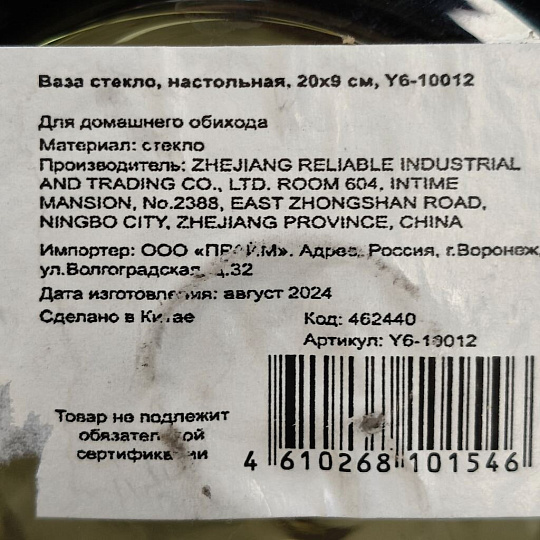 Ваза стекло, настольная, 20х9 см, Y6-10012
Для домашнего обихода
Материал: стекло
Производитель: ZHEJIANG RELIABLE INDUSTRIAL
AND TRADING CO., LTD. ROOM 604, INTIME
MANSION, No.2388, EAST ZHONGSHAN ROAD,
NINGBO CITY, ZHEJIANG PROVINCE, CHINA
Импортер: ООО «ПРАЙМ». Адрес: Россия, г.Воронеж,
ул.Волгоградская, д.32
Дата изготовления: август 2024
Сделано в Китае
Код: 462440
Артикул: Y6-10012
Товар не подлежит
обязательной
сертификации
4 610268 101546